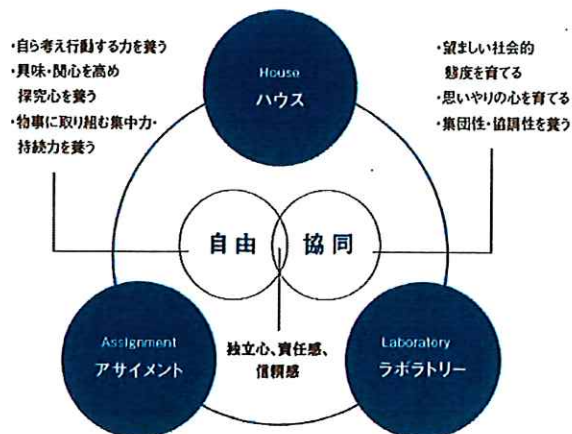 ・自ら考え行動する力を養う
・興味・関心を高め
探究心を養う
・物事に取り組む集中力・
持続力を養う
House
ハウス
・望ましい社会的
態度を育てる
・思いやりの心を育てる
・集団性・協調性を養う
自由
協同
Assignment
アサイメント
独立心、責任感、
信頼感
Laboratory
ラボラトリー